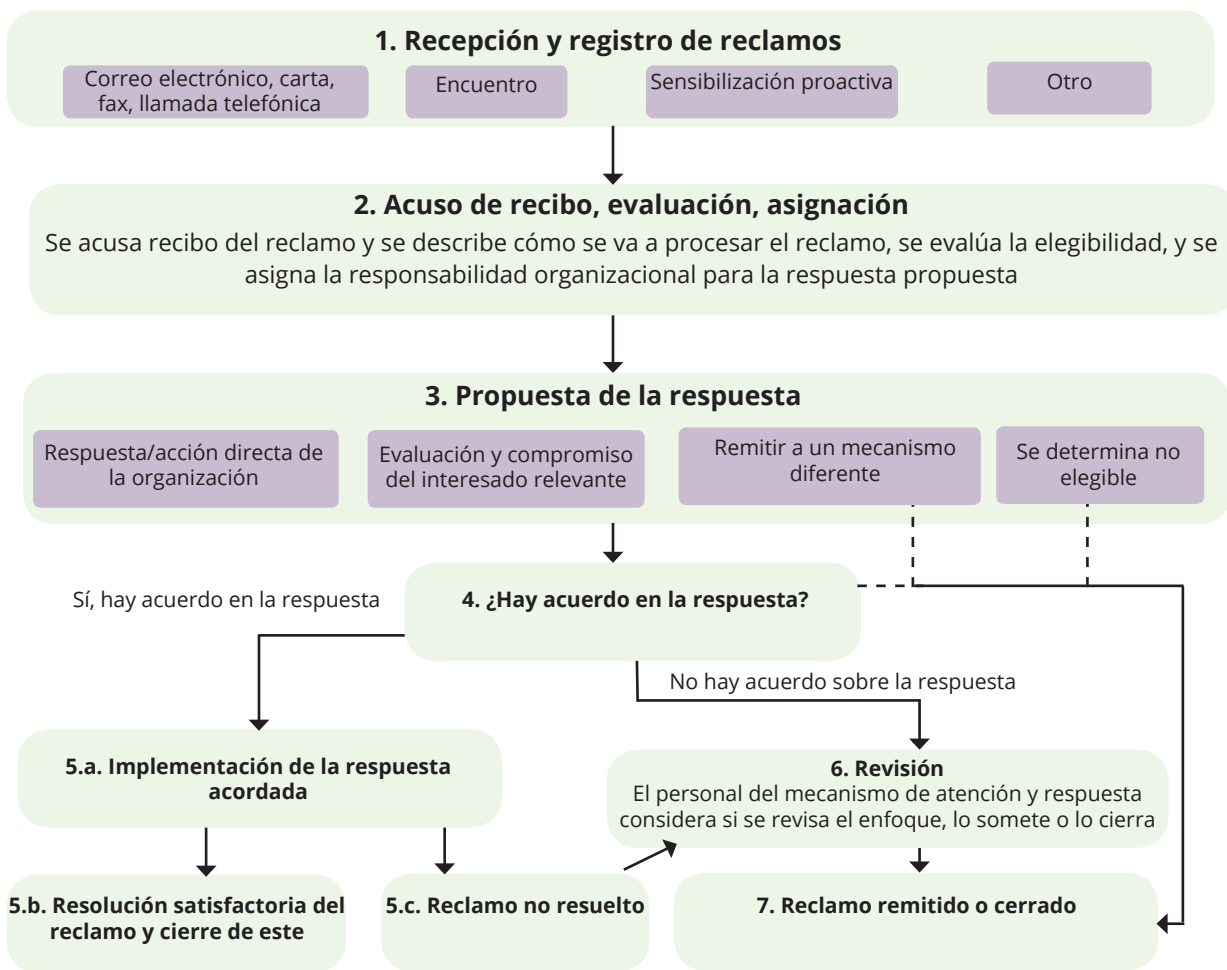 1. Recepción y registro de reclamos
Correo electrónico, carta,
fax, llamada telefónica
Encuentro
Sensibilización proactiva
Otro
2. Acuso de recibo, evaluación, asignación
Se acusa recibo del reclamo y se describe cómo se va a procesar el reclamo, se evalúa la elegibilidad, y se
asigna la responsabilidad organizacional para la respuesta propuesta
3. Propuesta de la respuesta
Respuesta/acción directa de
la organización
Evaluación y compromiso
del interesado relevante
Remitir a un mecanismo
diferente
Se determina no
elegible
Sí, hay acuerdo en la respuesta
4. ¿Hay acuerdo en la respuesta?
No hay acuerdo sobre la respuesta
5.a. Implementación de la respuesta
acordada
6. Revisión
El personal del mecanismo de atención y respuesta
considera si se revisa el enfoque, lo somete o lo cierra
5.b. Resolución satisfactoria del
reclamo y cierre de este
5.c. Reclamo no resuelto
7. Reclamo remitido o cerrado